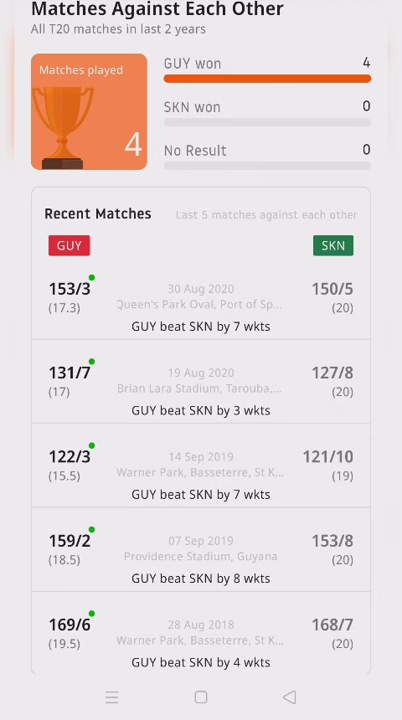 Matches Against Each Other
All T20 matches in last 2 years
Matches played
4
GUY won 4
SKN won 0
No Result 0
Recent Matches Last 5 matches against each other
GUY SKN
153/3 30 Aug 2020 150/5
(17.3) Queen's Park Oval, Port of Sp... (20)
GUY beat SKN by 7 wkts
131/7 19 Aug 2020 127/8
(17) Brian Lara Stadium, Tarouba,... (20)
GUY beat SKN by 3 wkts
122/3 14 Sep 2019 121/10
(15.5) Warner Park, Basseterre, St K... (19)
GUY beat SKN by 7 wkts
159/2 07 Sep 2019 153/8
(18.5) Providence Stadium, Guyana (20)
GUY beat SKN by 8 wkts
169/6 28 Aug 2018 168/7
(19.5) Warner Park, Basseterre, St K... (20)
GUY beat SKN by 4 wkts